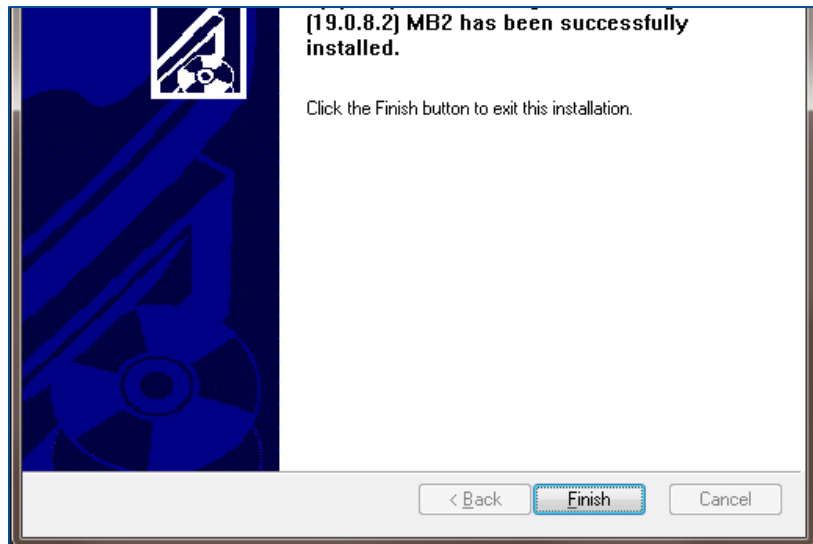 (19.0.8.2) MB2 has been successfully
installed.
Click the Finish button to exit this installation.
< Back
Finish
Cancel